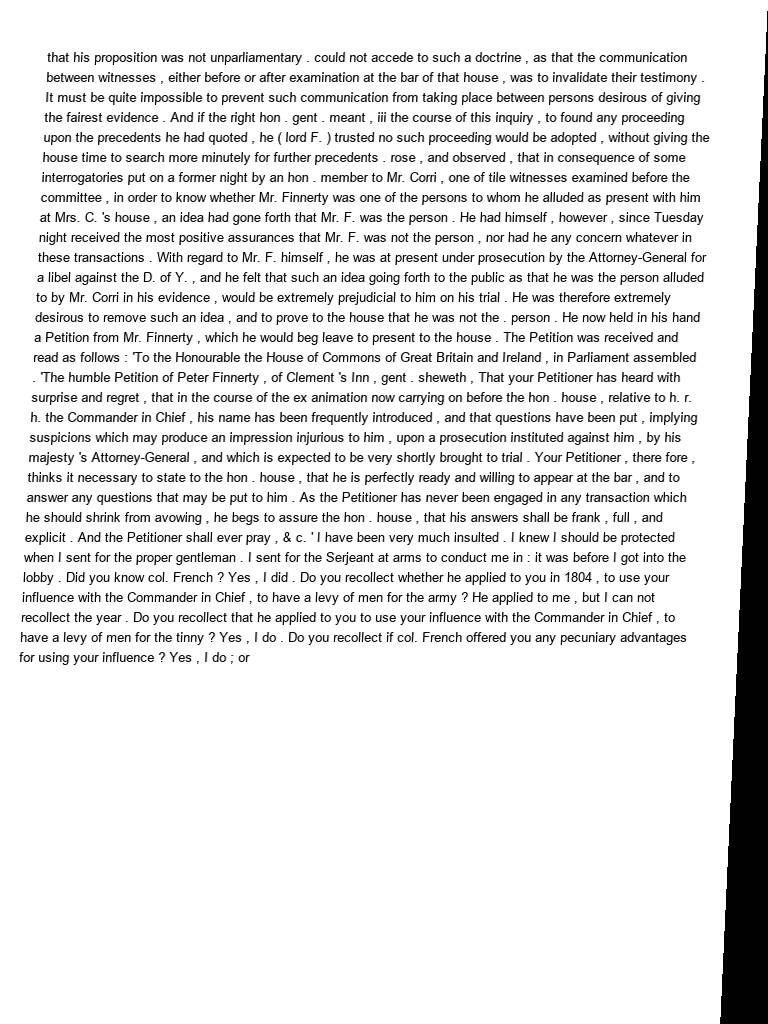 that his proposition was not unparliamentary . could not accede to such a doctrine , as that the communication
between witnesses , either before or after examination at the bar of that house , was to invalidate their testimony .
It must be quite impossible to prevent such communication from taking place between persons desirous of giving
the fairest evidence . And if the right hon . gent . meant , iii the course of this inquiry , to found any proceeding
upon the precedents he had quoted , he ( lord F. ) trusted no such proceeding would be adopted , without giving the
house time to search more minutely for further precedents . rose , and observed , that in consequence of some
interrogatories put on a former night by an hon . member to Mr. Corri , one of tile witnesses examined before the
committee , in order to know whether Mr. Finnerty was one of the persons to whom he alluded as present with him
at Mrs. C. 's house , an idea had gone forth that Mr. F. was the person . He had himself , however , since Tuesday
night received the most positive assurances that Mr. F. was not the person , nor had he any concern whatever in
these transactions . With regard to Mr. F. himself , he was at present under prosecution by the Attorney-General for
a libel against the D. of Y. , and he felt that such an idea going forth to the public as that he was the person alluded
to by Mr. Corri in his evidence , would be extremely prejudicial to him on his trial . He was therefore extremely
desirous to remove such an idea , and to prove to the house that he was not the . person . He now held in his hand
a Petition from Mr. Finnerty , which he would beg leave to present to the house . The Petition was received and
read as follows : 'To the Honourable the House of Commons of Great Britain and Ireland , in Parliament assembled
. 'The humble Petition of Peter Finnerty , of Clement 's Inn , gent . sheweth , That your Petitioner has heard with
surprise and regret , that in the course of the ex animation now carrying on before the hon . house , relative to h. r.
h. the Commander in Chief , his name has been frequently introduced , and that questions have been put , implying
suspicions which may produce an impression injurious to him , upon a prosecution instituted against him , by his
majesty 's Attorney-General , and which is expected to be very shortly brought to trial . Your Petitioner , there fore ,
thinks it necessary to state to the hon . house , that he is perfectly ready and willing to appear at the bar , and to
answer any questions that may be put to him . As the Petitioner has never been engaged in any transaction which
he should shrink from avowing , he begs to assure the hon . house , that his answers shall be frank , full , and
explicit . And the Petitioner shall ever pray , & c. ' I have been very much insulted . I knew I should be protected
when I sent for the proper gentleman . I sent for the Serjeant at arms to conduct me in : it was before I got into the
lobby . Did you know col. French ? Yes , I did . Do you recollect whether he applied to you in 1804 , to use your
influence with the Commander in Chief , to have a levy of men for the army ? He applied to me , but I can not
recollect the year . Do you recollect that he applied to you to use your influence with the Commander in Chief , to
have a levy of men for the tinny ? Yes , I do . Do you recollect if col. French offered you any pecuniary advantages
for using your influence ? Yes , I do ; or